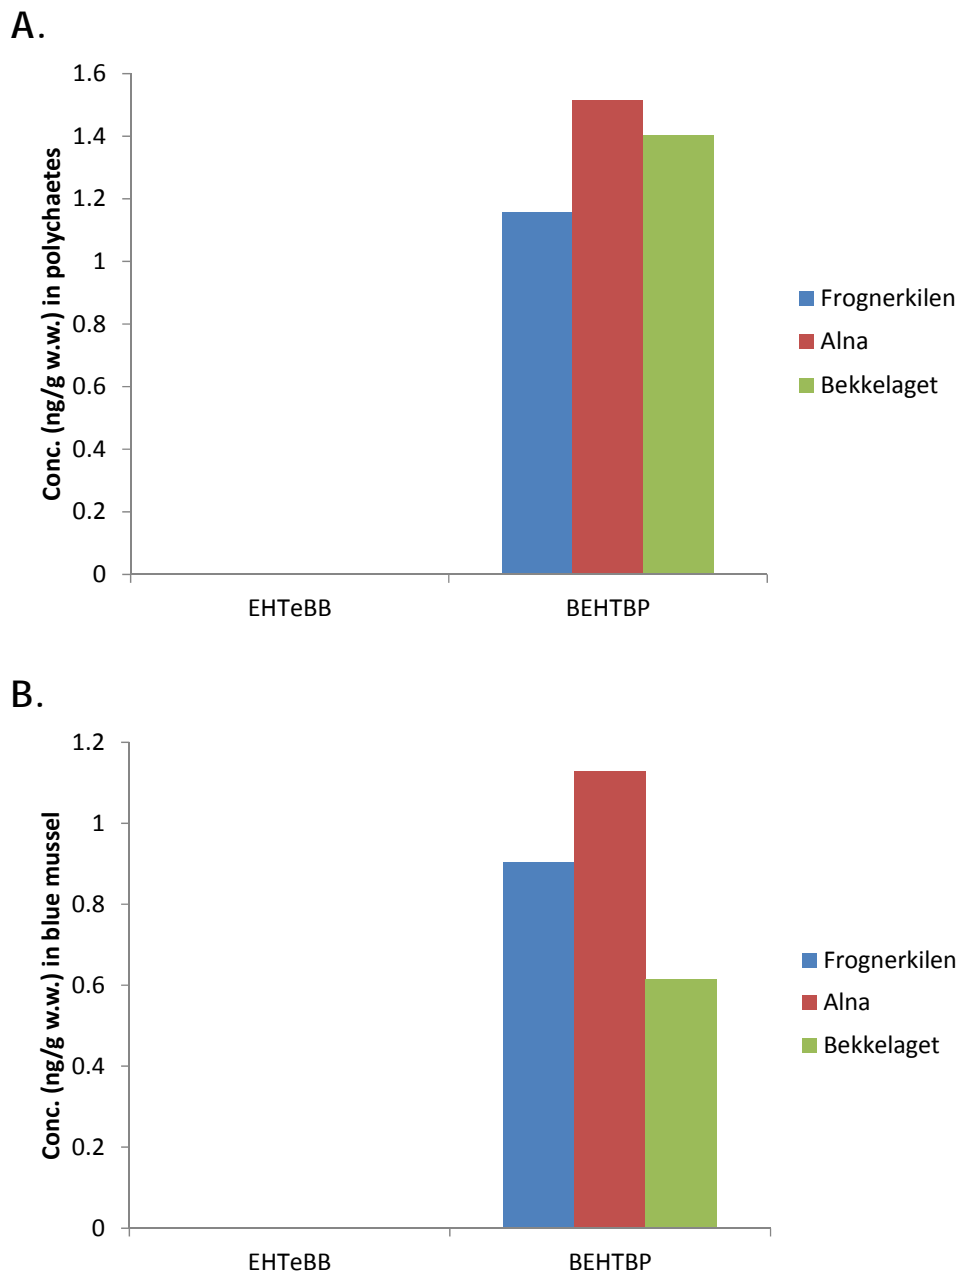 A.
Conc. (ng/g w.w.) in polychaetes
1.6
1.4
1.2
1
0.8
0.6
0.4
0.2
0
EHTeBB
BEHTBP
Frognerkilen
Alna
Bekkelaget
B.
Conc. (ng/g w.w.) in blue mussel
1.2
1
0.8
0.6
0.4
0.2
0
EHTeBB
BEHTBP
Frognerkilen
Alna
Bekkelaget